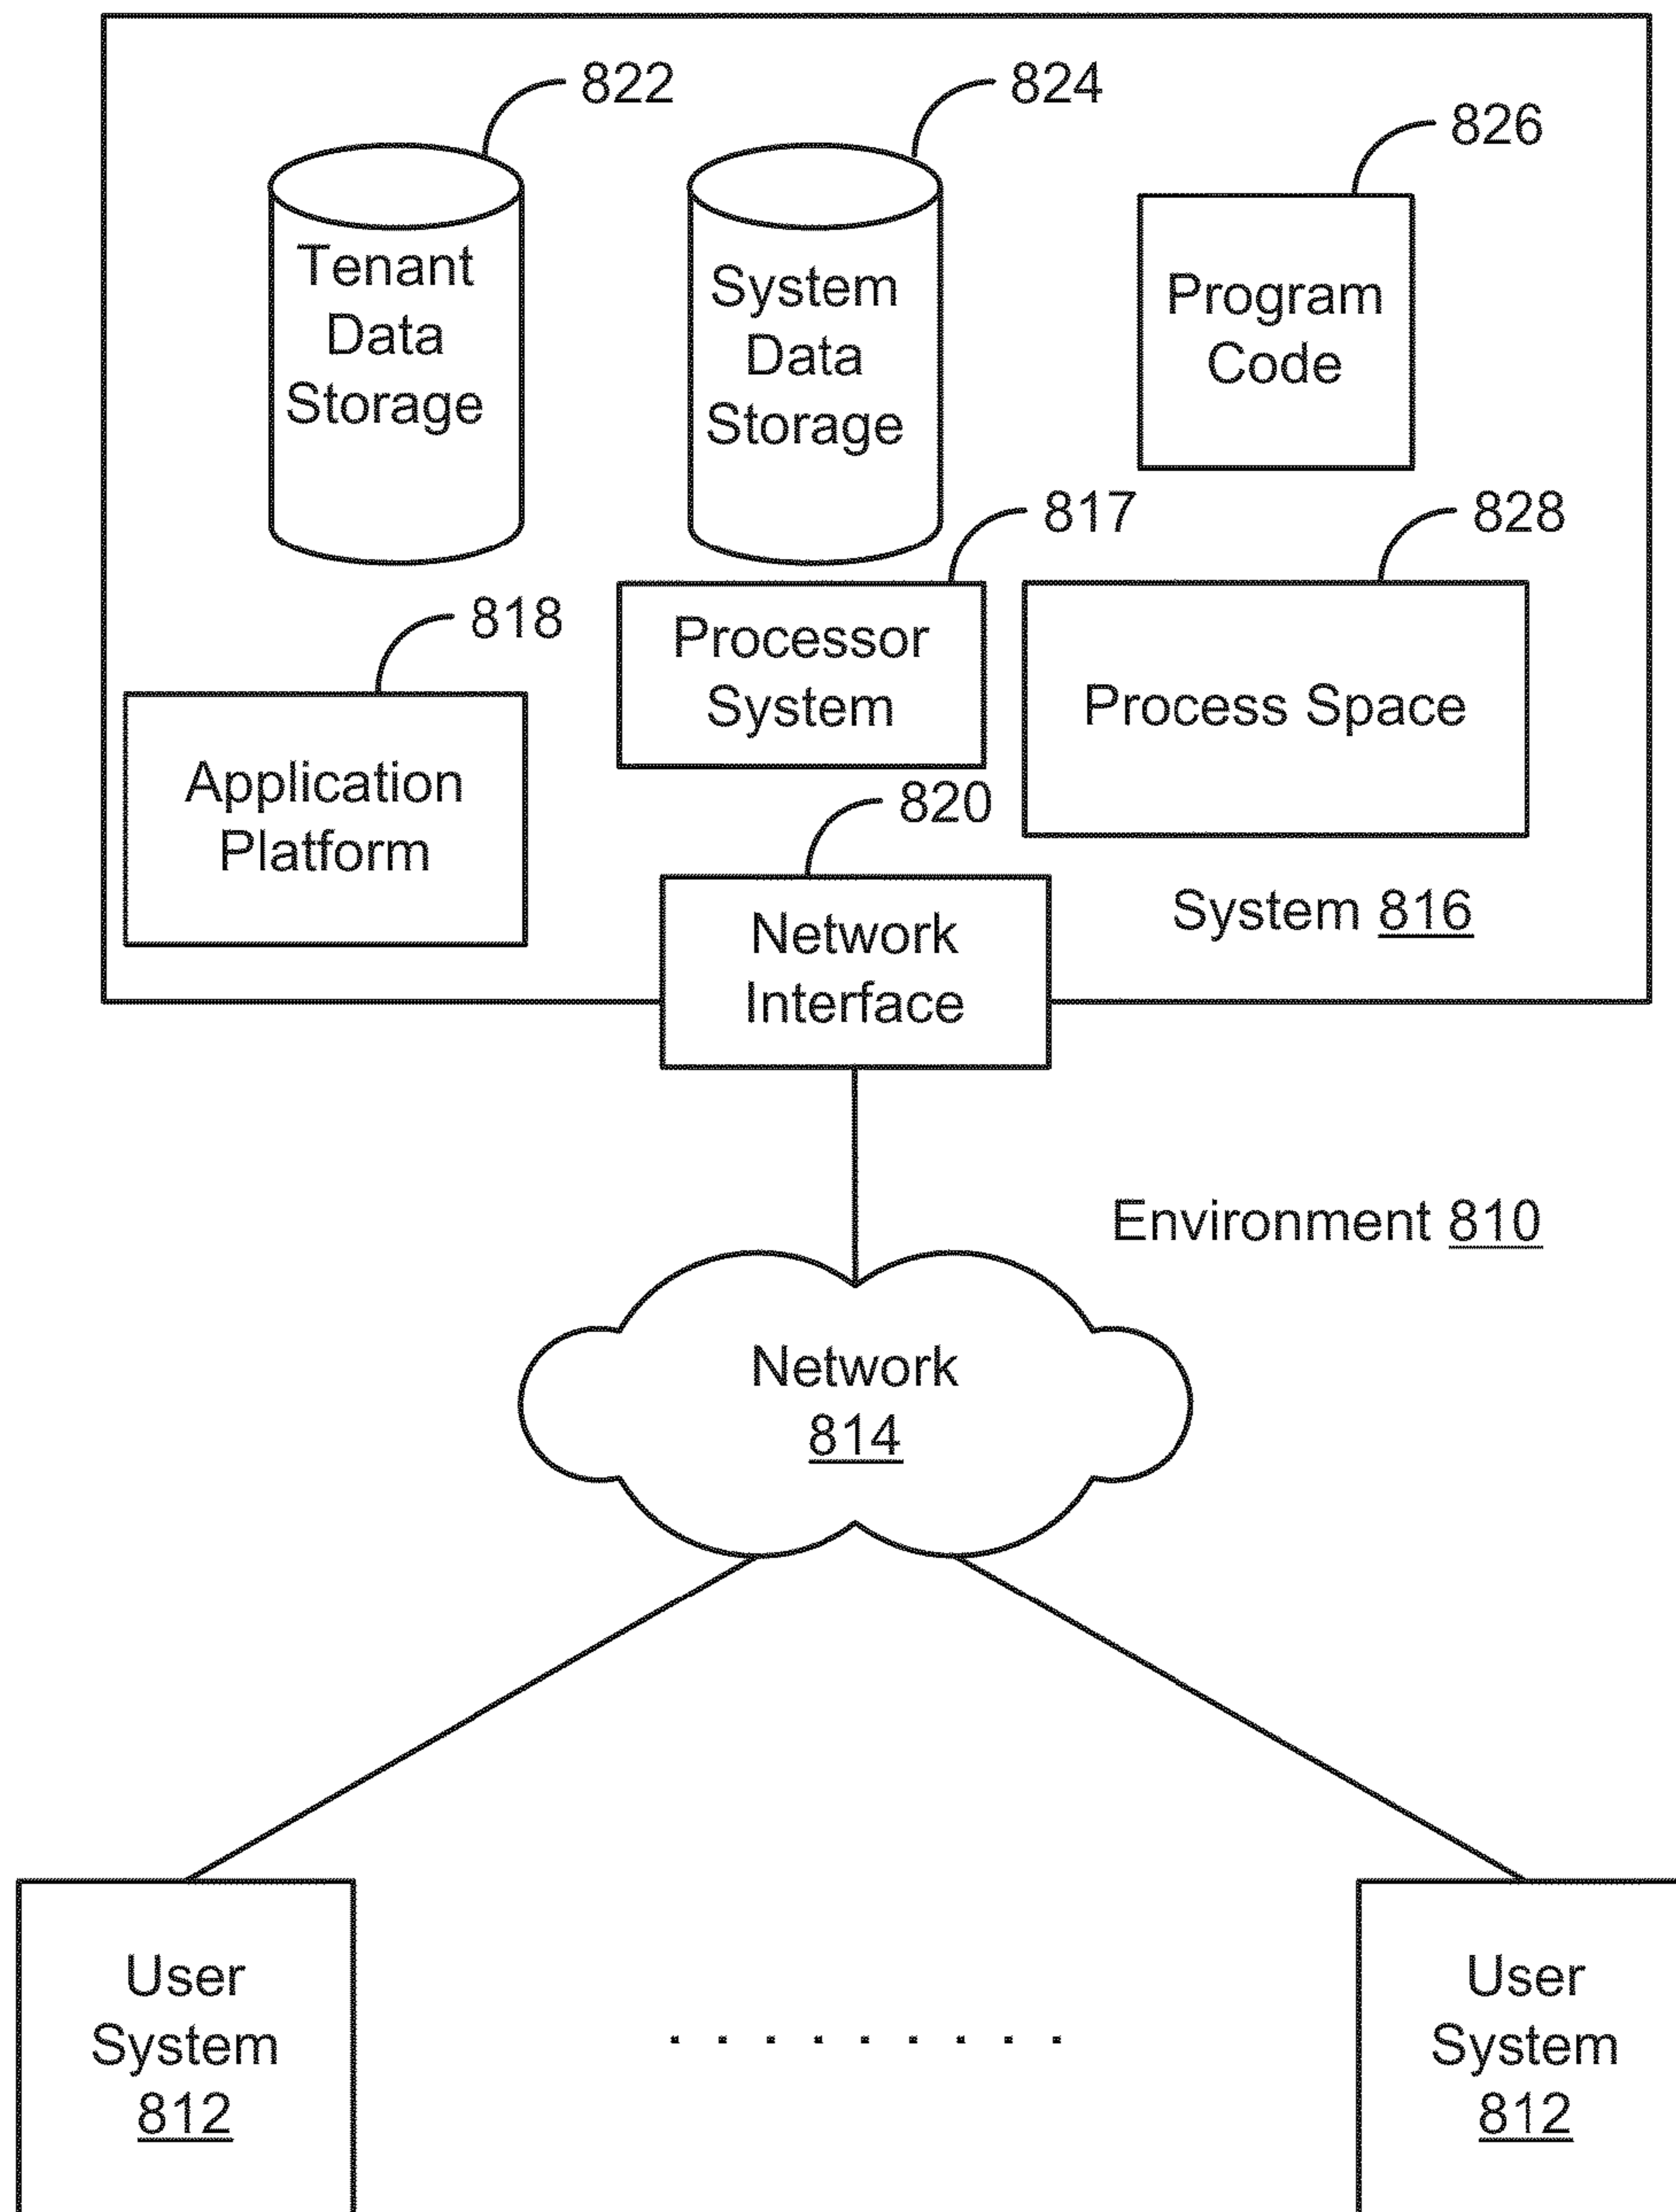 822
824
826
Tenant
Data
Storage
System
Data
Storage
Program
Code
817
828
818
Processor
System
Process Space
Application
Platform
820
Network
Interface
System 816
Environment 810
Network
814
User
System
812
. . . . . . . . .
User
System
812